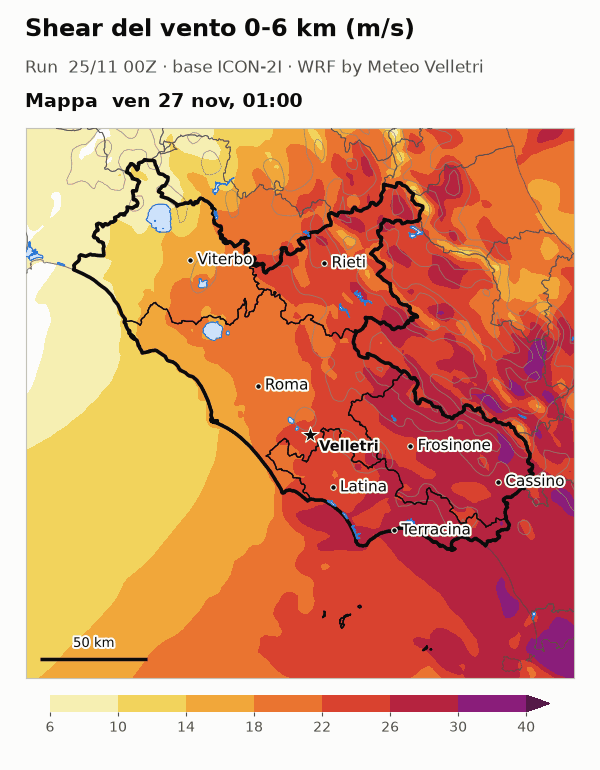 Shear del vento 0-6 km (m/s)
Run  25/11 00Z · base ICON-2I · WRF by Meteo Velletri
Mappa  ven 27 nov, 01:00
Viterbo
Rieti
Roma
Velletri
Frosinone
Cassino
Latina
Terracina
50 km
6 10 14 18 22 26 30 40